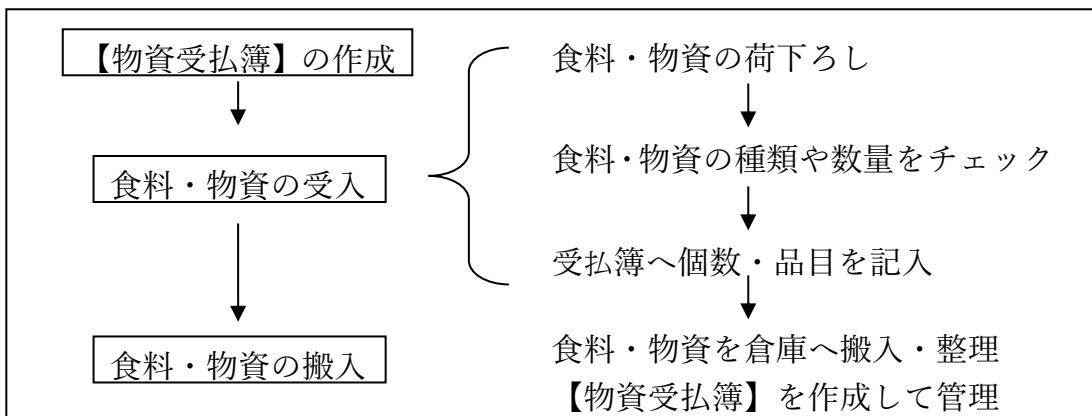 【物資受払簿】の作成
食料・物資の受入
食料・物資の搬入
食料・物資の荷下ろし
食料・物資の種類や数量をチェック
受払簿へ個数・品目を記入
食料・物資を倉庫へ搬入・整理
【物資受払簿】を作成して管理